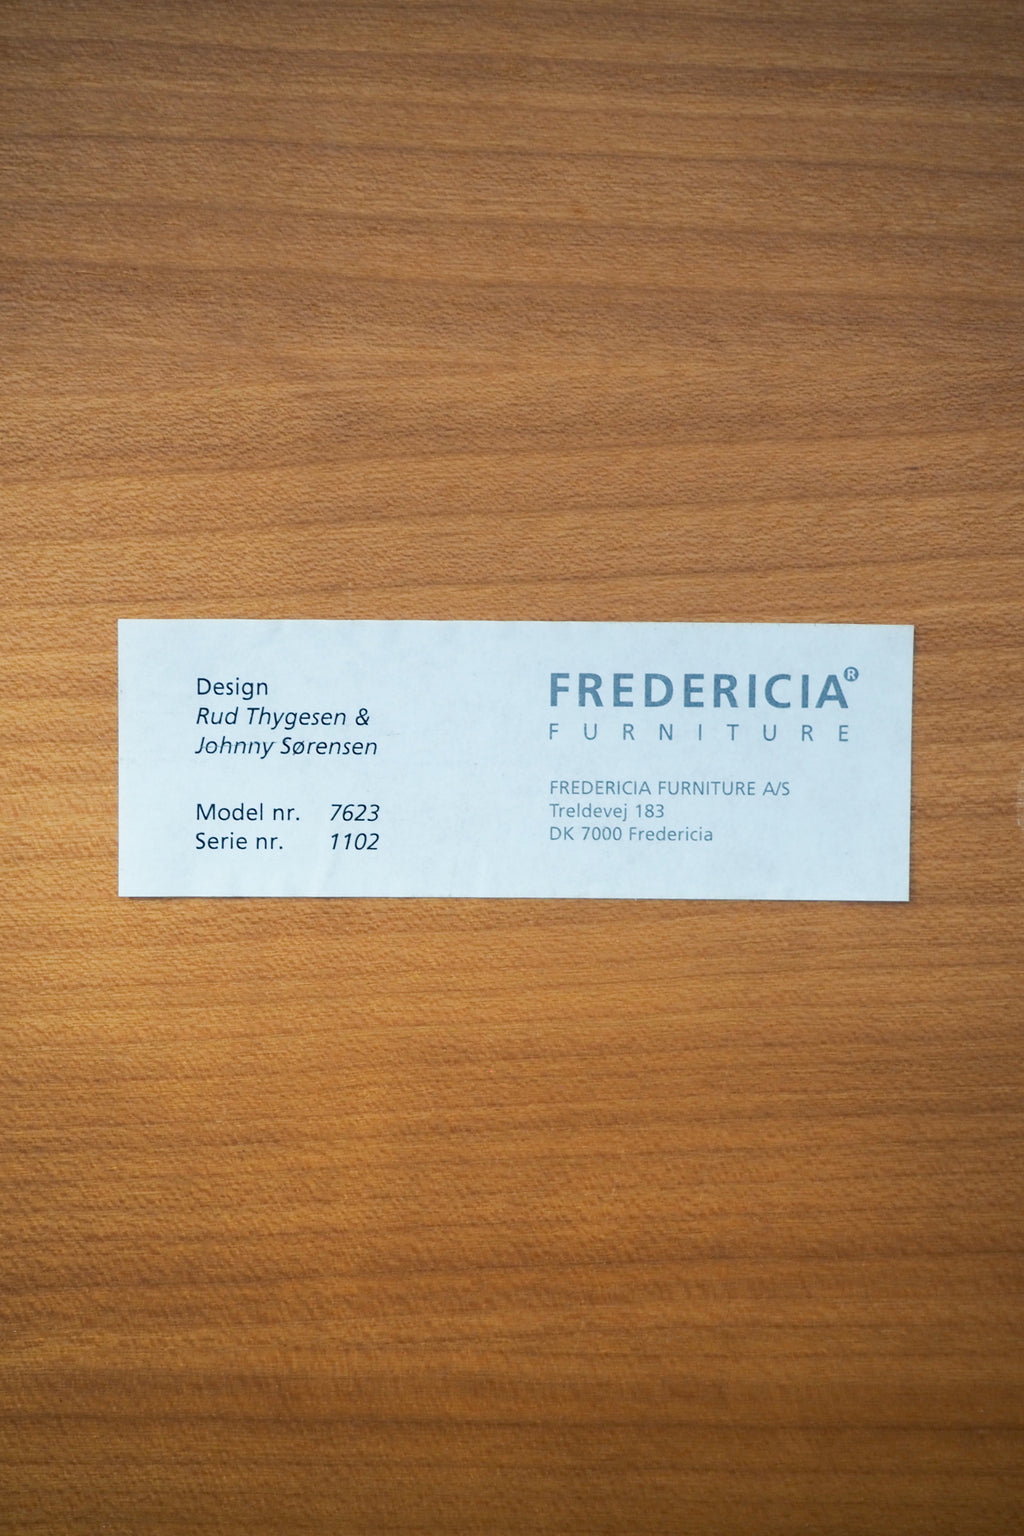 Design
Rud Thygesen &
Johnny Sørensen
Model nr. 7623
Serie nr. 1102
FREDERICIA®
FURNITURE
FREDERICIA FURNITURE A/S
Treldevej 183
DK 7000 Fredericia